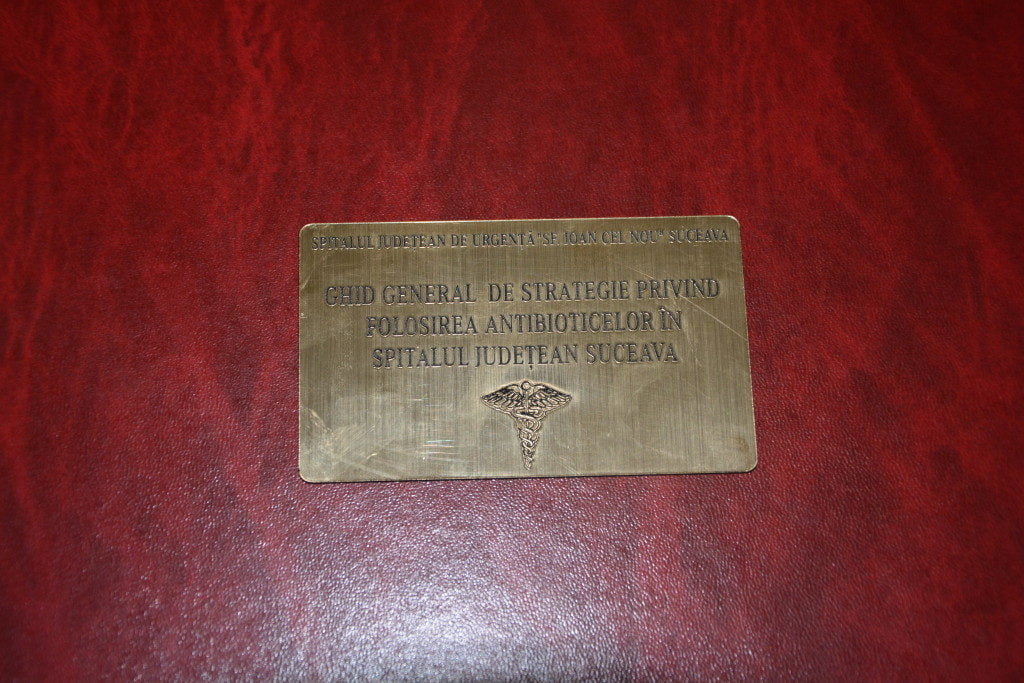 SPITALUL JUDEȚEAN DE URGENȚĂ "SF. IOAN CEL NOU" SUCEAVA
GHID GENERAL DE STRATEGIE PRIVIND
FOLOSIREA ANTIBIOTICELOR ÎN
SPITALUL JUDEȚEAN SUCEAVA